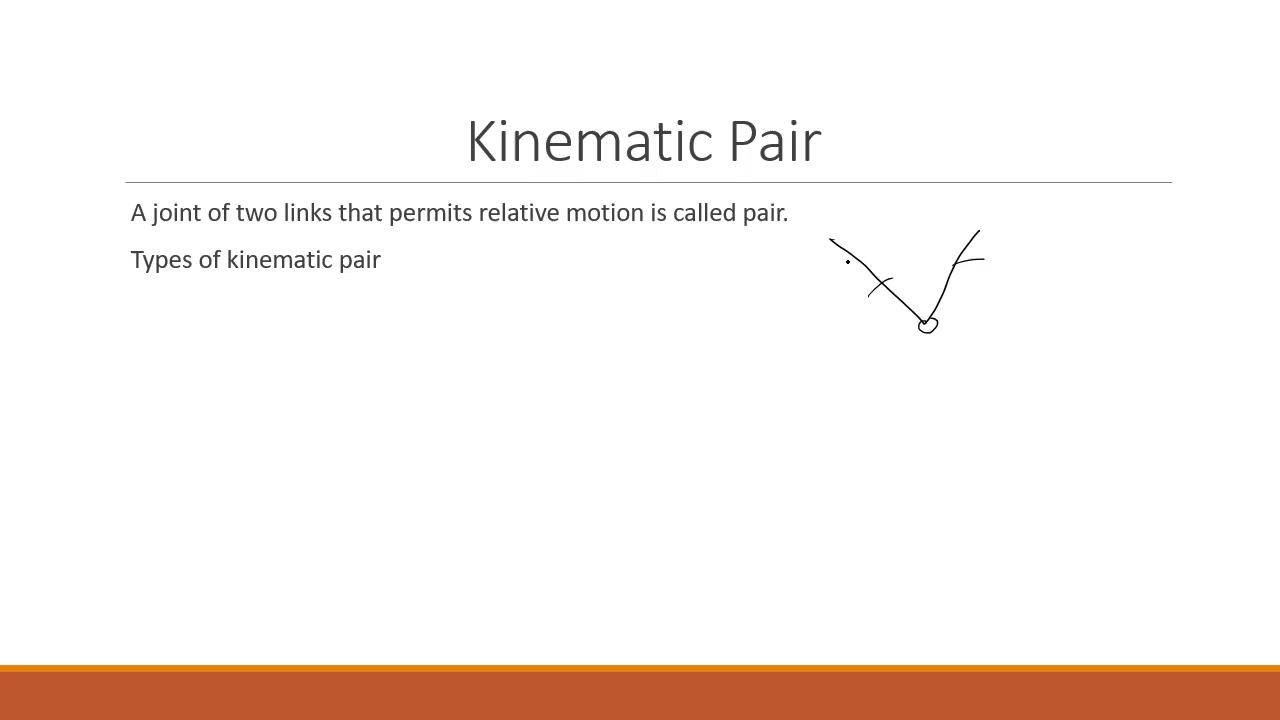 Kinematic Pair
A joint of two links that permits relative motion is called pair.
Types of kinematic pair